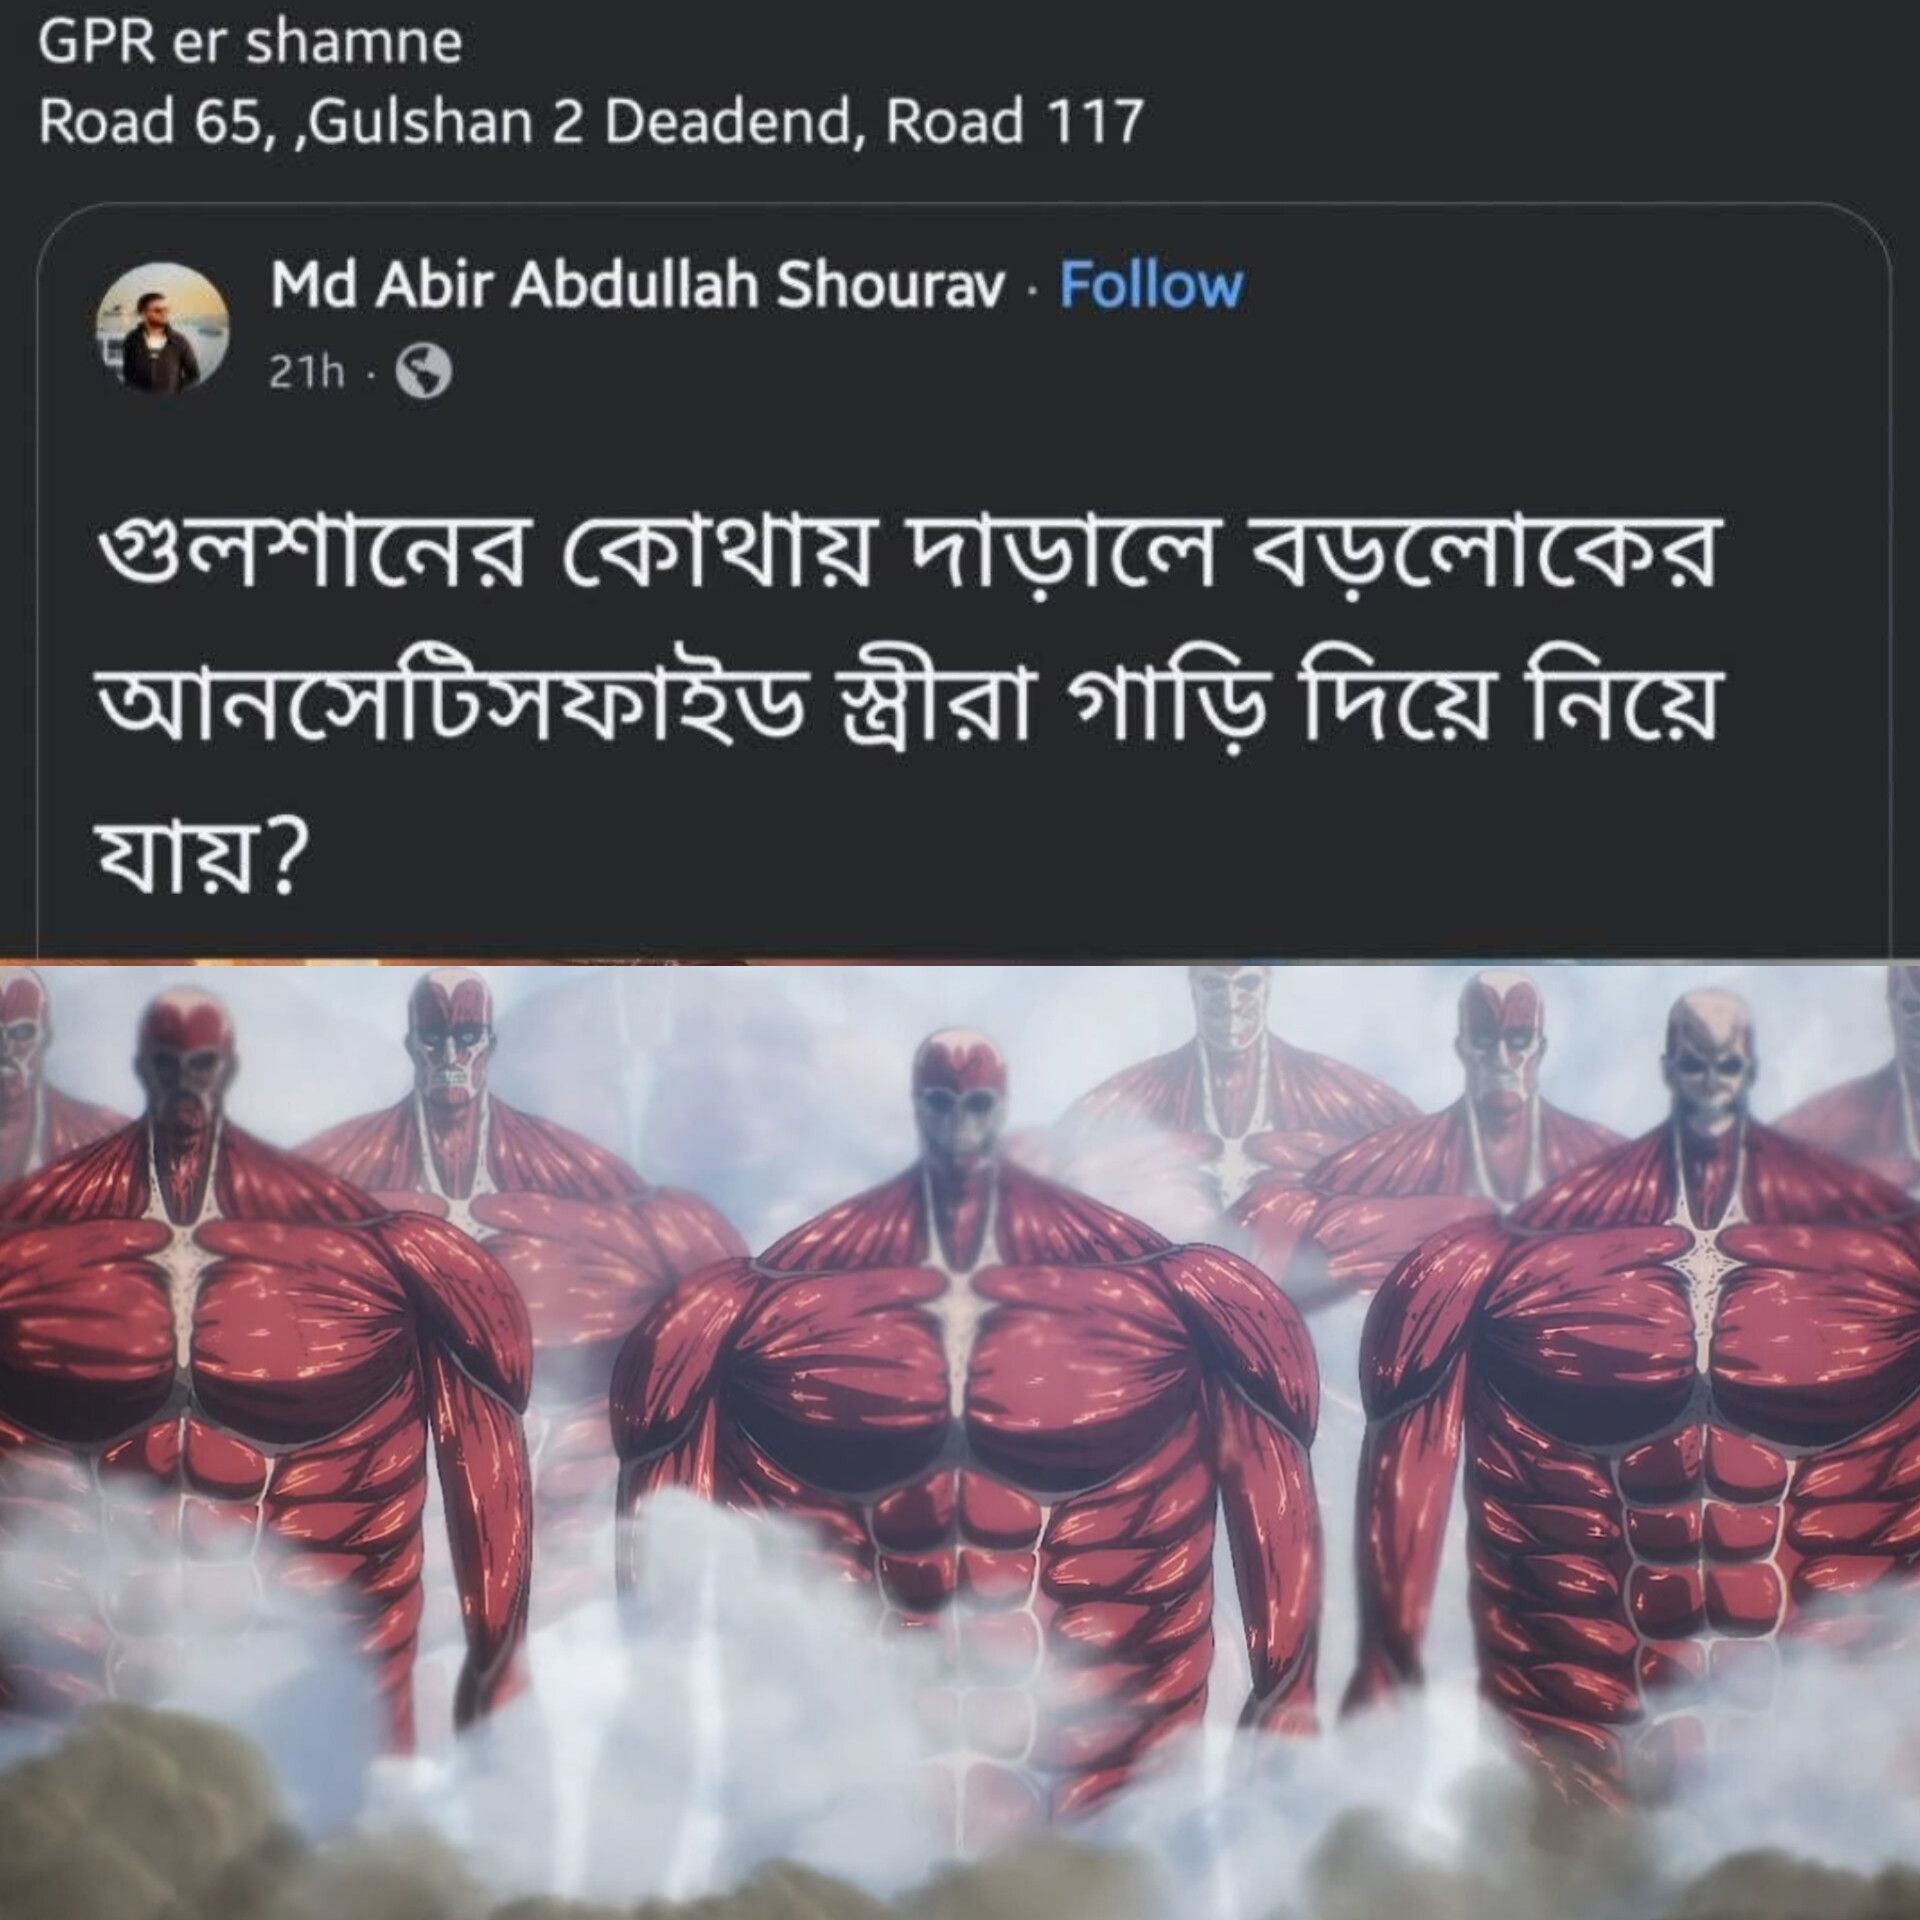 GPR er shamne
Road 65, ,Gulshan 2 Deadend, Road 117
Md Abir Abdullah Shourav · Follow
21h ·
গুলশানের কোথায় দাড়ালে বড়লোকের
আনসেটিসফাইড স্ত্রীরা গাড়ি দিয়ে নিয়ে
যায়?